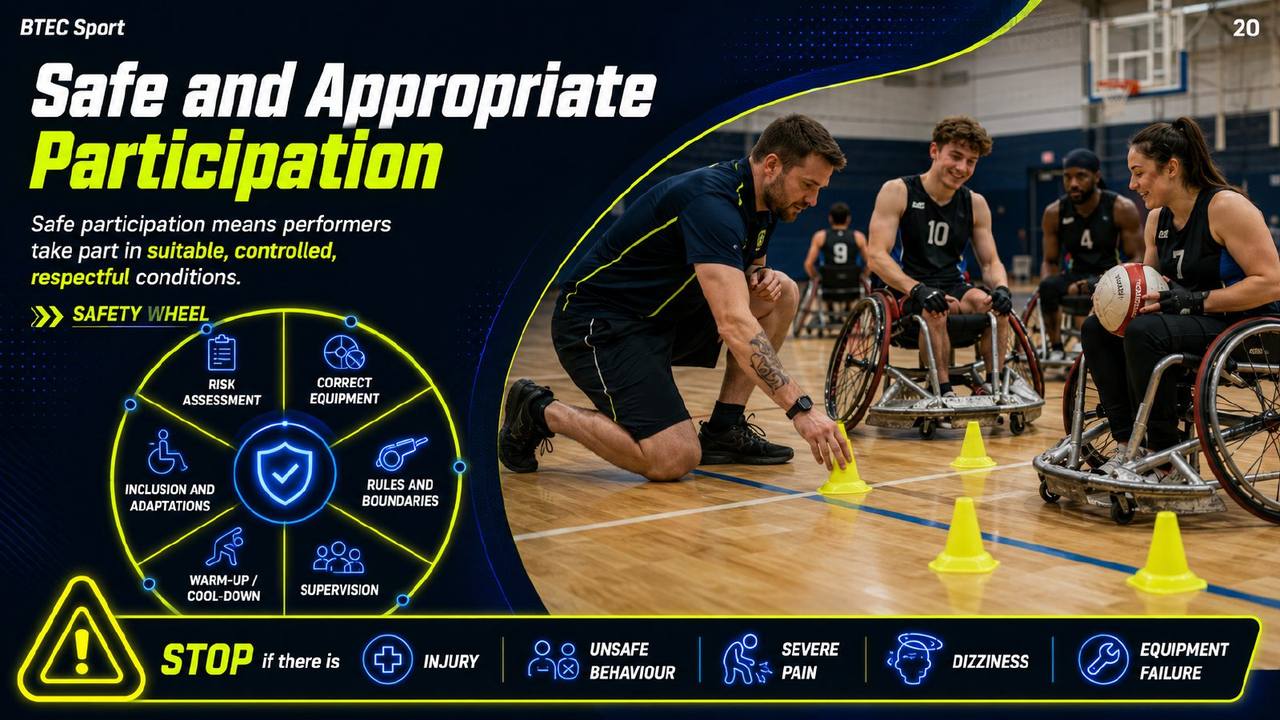 BTEC Sport
20
Safe and Appropriate
Participation
Safe participation means performers
take part in suitable, controlled,
respectful conditions.
SAFETY WHEEL
RISK
ASSESSMENT
CORRECT
EQUIPMENT
INCLUSION AND
ADAPTATIONS
RULES AND
BOUNDARIES
WARM-UP /
COOL-DOWN
SUPERVISION
9
10
4
7
STOP if there is
INJURY
UNSAFE
BEHAVIOUR
SEVERE
PAIN
DIZZINESS
EQUIPMENT
FAILURE